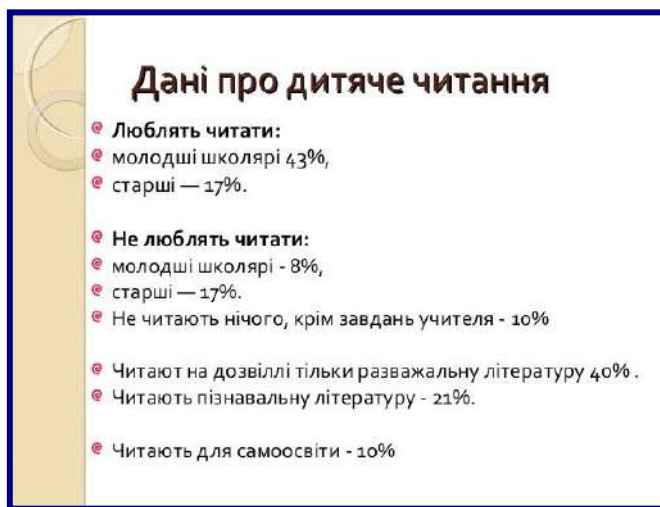 Дані про дитяче читання
Люблять читати:
молодші школярі 43%,
старші — 17%.
Не люблять читати:
молодші школярі - 8%,
старші — 17%.
Не читають нічого, крім завдань учителя - 10%
Читают на дозвіллі тільки разважальну літературу 40% .
Читають пізнавальну літературу - 21%.
Читають для самоосвіти - 10%